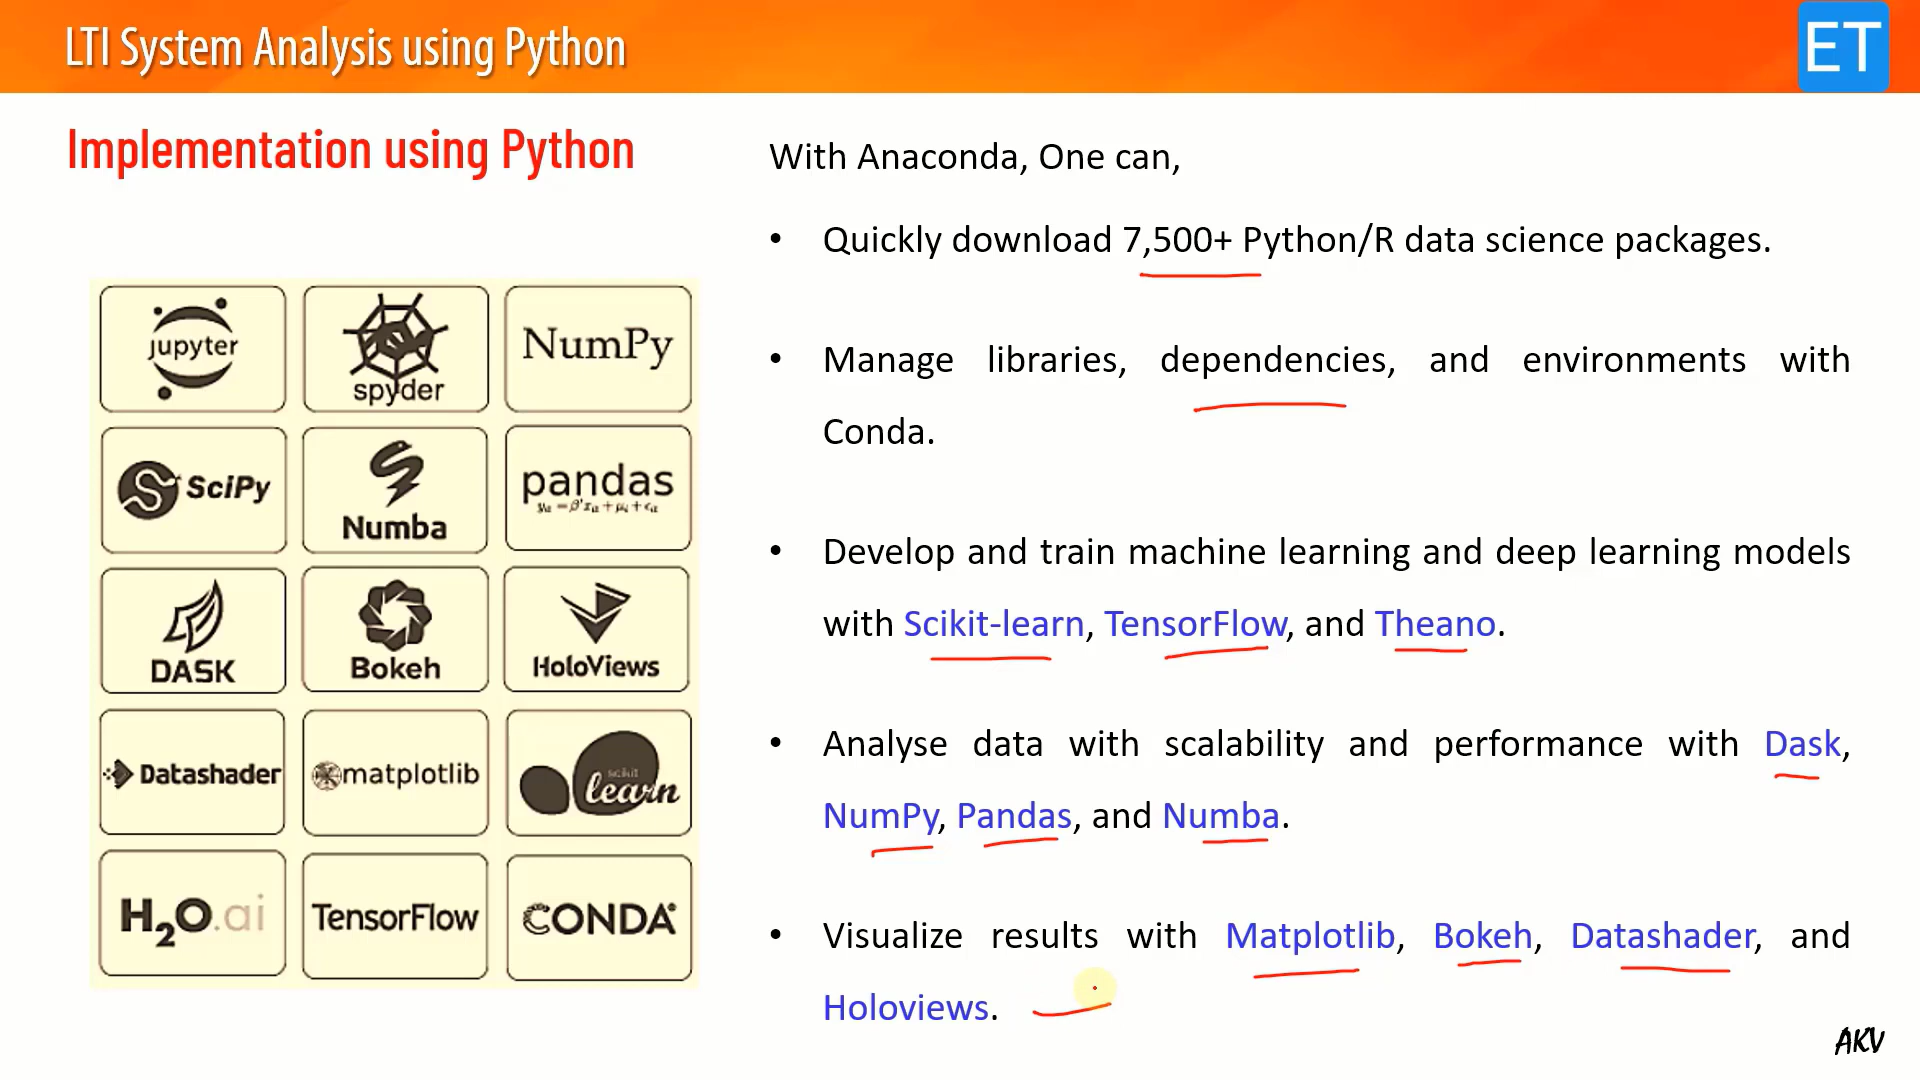 LTI System Analysis using Python
ET
Implementation using Python
With Anaconda, One can,
• Quickly download 7,500+ Python/R data science packages.
• Manage libraries, dependencies, and environments with
Conda.
• Develop and train machine learning and deep learning models
with Scikit-learn, TensorFlow, and Theano.
• Analyse data with scalability and performance with Dask,
NumPy, Pandas, and Numba.
• Visualize results with Matplotlib, Bokeh, Datashader, and
Holoviews.
jupyter
spyder
NumPy
SciPy
Numba
pandas
DASK
Bokeh
HoloViews
Datashader
matplotlib
scikit
learn
H2O.ai
TensorFlow
CONDA
AKV